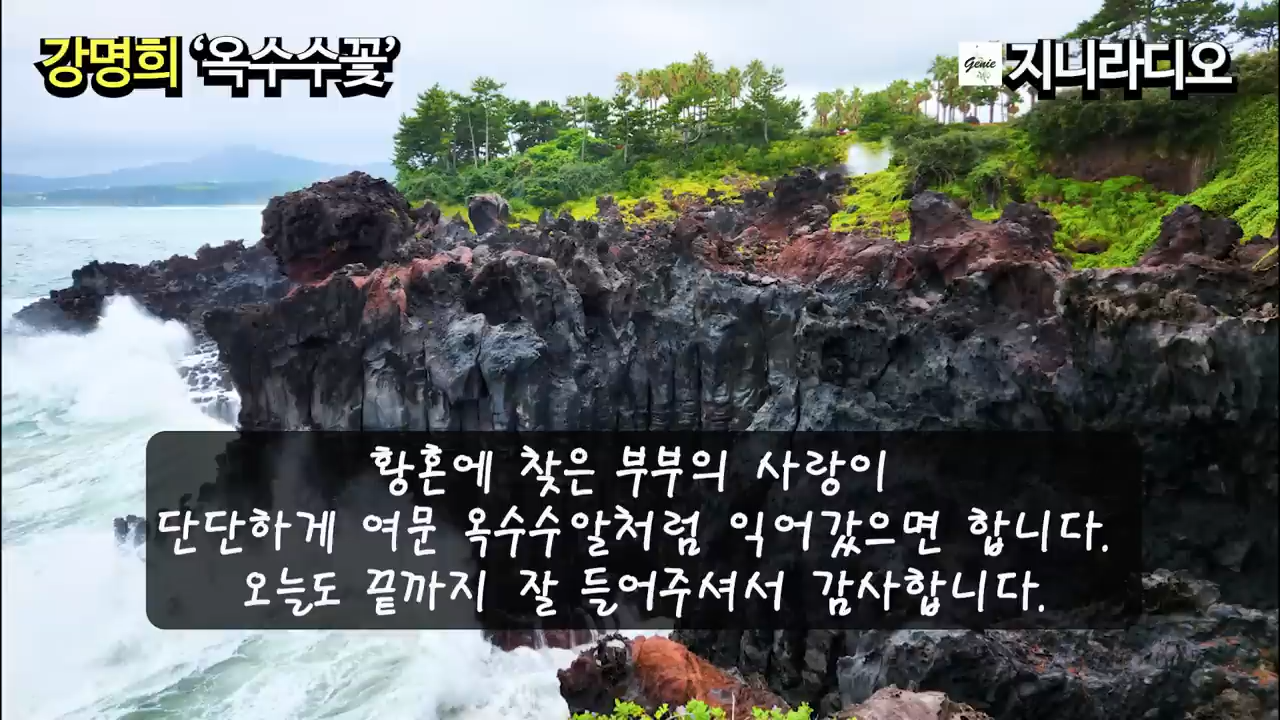 강명희 '옥수수꽃'
Genie 지니라디오
황혼에 찾은 부부의 사랑이
단단하게 여문 옥수수알처럼 익어갔으면 합니다.
오늘도 끝까지 잘 들어주셔서 감사합니다.